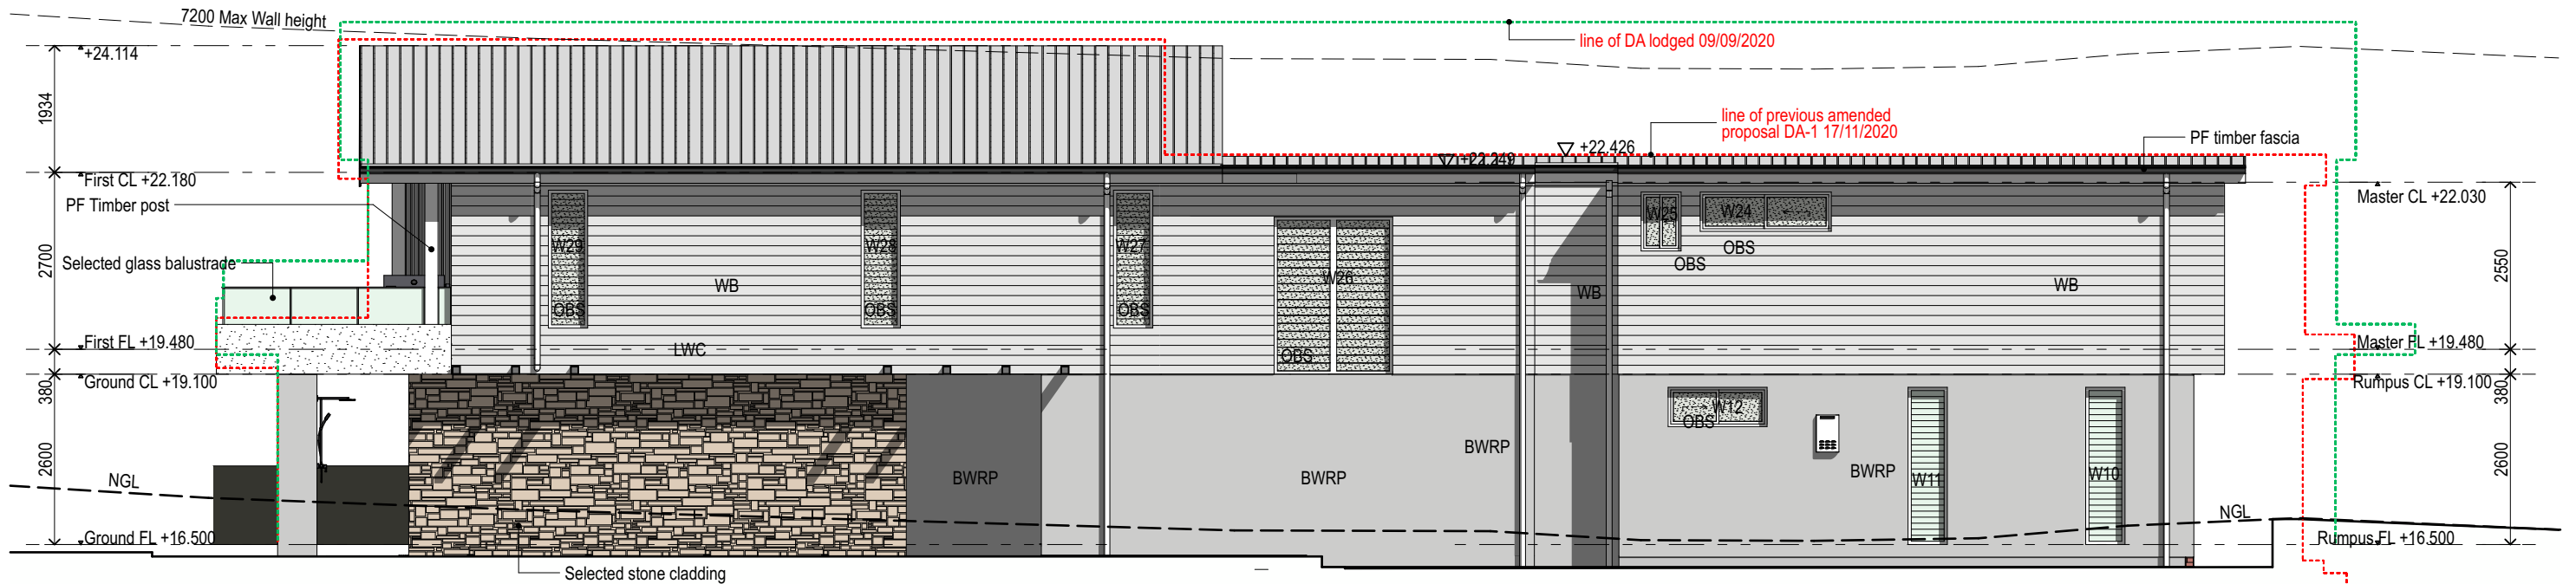 7200 Max Wall height
line of DA lodged 09/09/2020
+24.114
1934
line of previous amended
proposal DA-1 17/11/2020
PF timber fascia
+22.249
+22.426
First CL +22.180
Master CL +22.030
PF Timber post
W29
W28
W27
W26
W25
W24
OBS
OBS
2700
2550
Selected glass balustrade
WB
WB
WB
OBS
OBS
OBS
OBS
First FL +19.480
LWC
Master FL +19.480
Ground CL +19.100
Rumpus CL +19.100
380
380
W12
OBS
2600
2600
BWRP
BWRP
BWRP
BWRP
W11
W10
NGL
NGL
Ground FL +16.500
Rumpus FL +16.500
Selected stone cladding